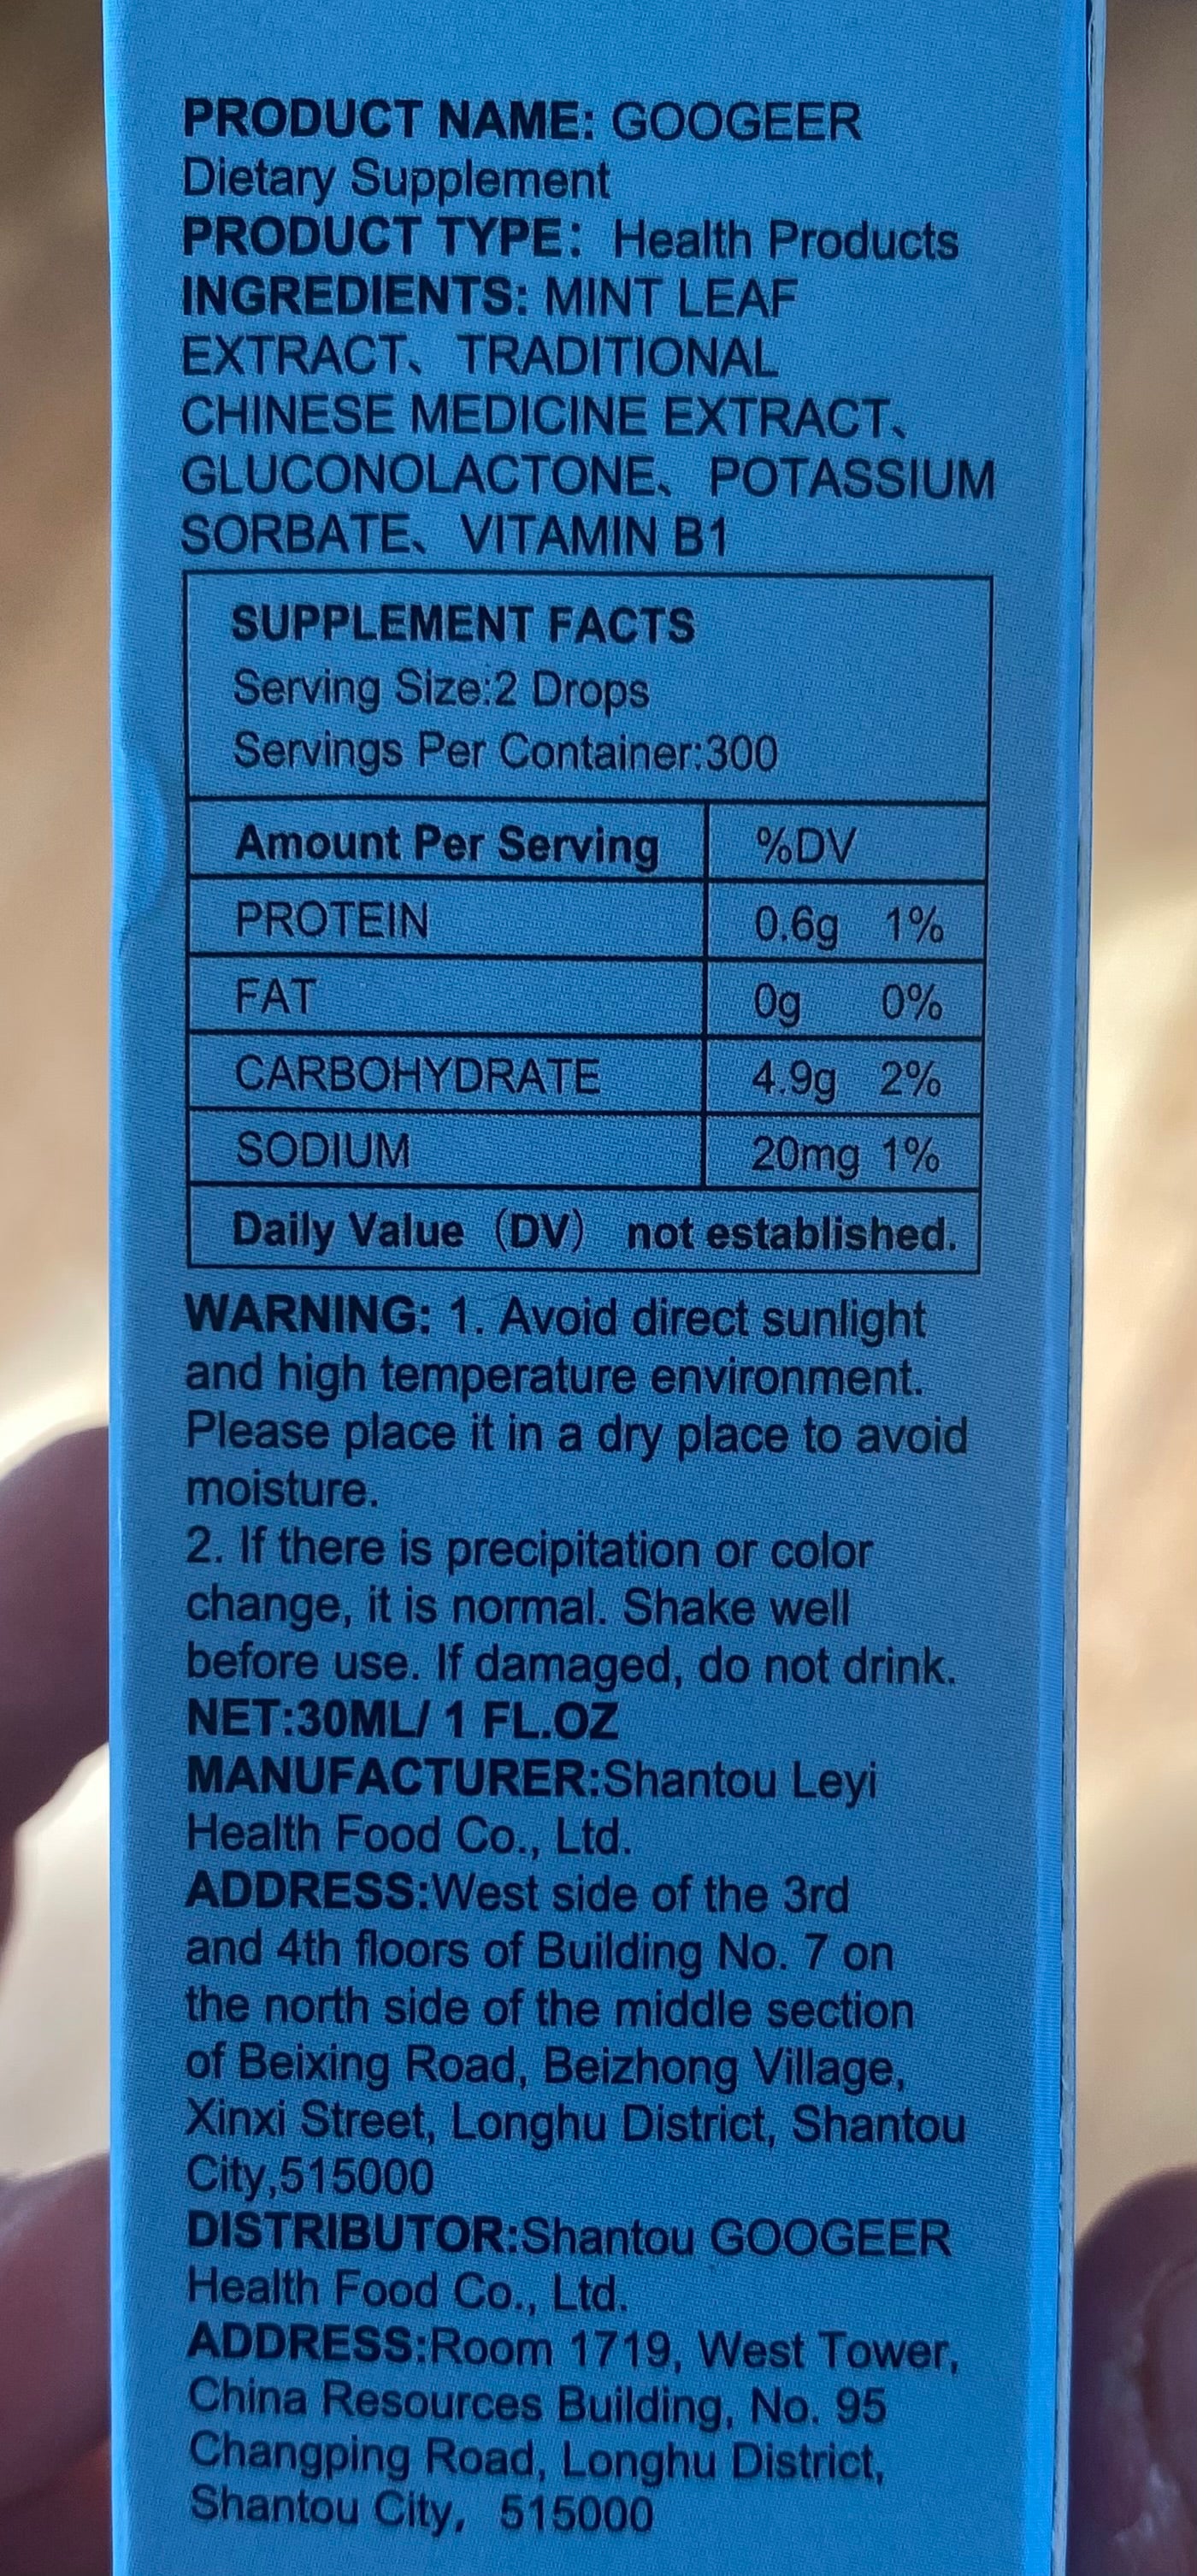 PRODUCT NAME: GOOGEER
Dietary Supplement
PRODUCT TYPE: Health Products
INGREDIENTS: MINT LEAF
EXTRACT、TRADITIONAL
CHINESE MEDICINE EXTRACT、
GLUCONOLACTONE、POTASSIUM
SORBATE、VITAMIN B1
SUPPLEMENT FACTS
Serving Size:2 Drops
Servings Per Container:300
Amount Per Serving %DV
PROTEIN 0.6g 1%
FAT 0g 0%
CARBOHYDRATE 4.9g 2%
SODIUM 20mg 1%
Daily Value（DV） not established.
WARNING: 1. Avoid direct sunlight
and high temperature environment.
Please place it in a dry place to avoid
moisture.
2. If there is precipitation or color
change, it is normal. Shake well
before use. If damaged, do not drink.
NET:30ML/ 1 FL.OZ
MANUFACTURER:Shantou Leyi
Health Food Co., Ltd.
ADDRESS:West side of the 3rd
and 4th floors of Building No. 7 on
the north side of the middle section
of Beixing Road, Beizhong Village,
Xinxi Street, Longhu District, Shantou
City,515000
DISTRIBUTOR:Shantou GOOGEER
Health Food Co., Ltd.
ADDRESS:Room 1719, West Tower,
China Resources Building, No. 95
Changping Road, Longhu District,
Shantou City, 515000